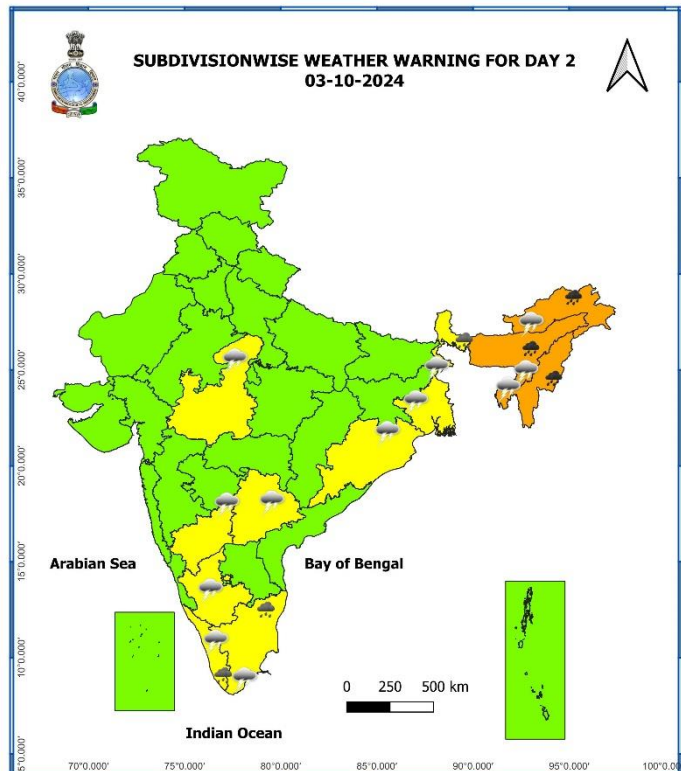 SUBDIVISIONWISE WEATHER WARNING FOR DAY 2
03-10-2024
40°0.000'
35°0.000'
30°0.000'
25°0.000'
20°0.000'
15°0.000'
10°0.000'
5°0.000'
Arabian Sea
Bay of Bengal
0 250 500 km
Indian Ocean
70°0.000' 75°0.000' 80°0.000' 85°0.000' 90°0.000' 95°0.000' 100°0.00